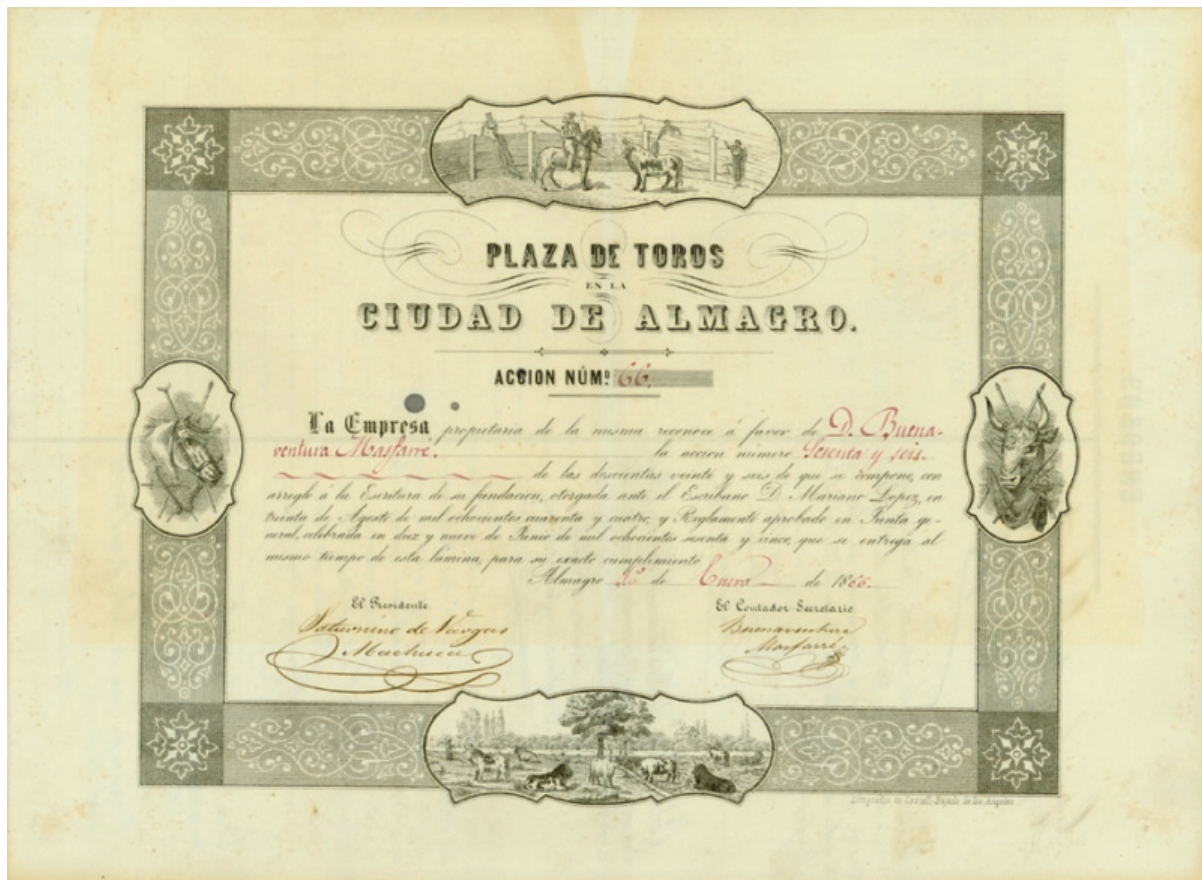 PLAZA DE TOROS
EN LA
CIUDAD DE ALMAGRO.
ACCION NÚMº 66.
La Empresa propietaria de la misma reconoce á favor de D. Buena-
ventura Masfarré. la accion número Sesenta y seis.
de las doscientas veinte y seis de que se compone, con
arreglo á la Escritura de su fundacion, otorgada ante el Escribano D. Mariano Lopez, en
treinta de Agosto de mil ochocientos cuarenta y cuatro, y Reglamento aprobado en Junta ge-
neral, celebrada en diez y nueve de Junio de mil ochocientos sesenta y cinco, que se entrega al
mismo tiempo de esta lámina, para su exacto cumplimiento.
Almagro de Enero de 1866.
El Presidente
El Contador Secretario
Saturnino de Vargas
Machuca
Buenaventura
Masfarré